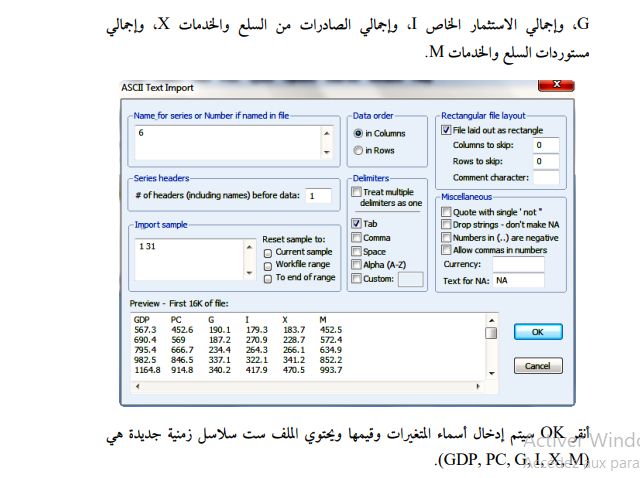 G، وإجمالي الاستثمار الخاص I، وإجمالي الصادرات من السلع والخدمات X، وإجمالي
مستوردات السلع والخدمات M.
ASCII Text Import
Name for series or Number if named in file
6
Data order
in Columns
in Rows
Rectangular file layout
File laid out as rectangle
Columns to skip: 0
Rows to skip: 0
Comment character:
Series headers
# of headers (including names) before data: 1
Delimiters
Treat multiple
delimiters as one
Tab
Comma
Space
Alpha (A-Z)
Custom:
Miscellaneous
Quote with single ' not "
Drop strings - don't make NA
Numbers in (..) are negative
Allow commas in numbers
Currency:
Text for NA: NA
Import sample
1 31
Reset sample to:
Current sample
Workfile range
To end of range
Preview - First 16K of file:
GDP PC G I X M
567.3 452.6 190.1 179.3 183.7 452.5
690.4 569 187.2 270.9 228.7 572.4
795.4 666.7 234.4 264.3 266.1 634.9
982.5 846.5 337.1 322.1 341.2 852.2
1164.8 914.8 340.2 417.9 470.5 993.7
OK
Cancel
أنقر OK سيتم إدخال أسماء المتغيرات وقيمها ويحتوي الملف ست سلاسل زمنية جديدة هي
(GDP, PC, G, I, X, M).
Activer Windo
Accédez aux para